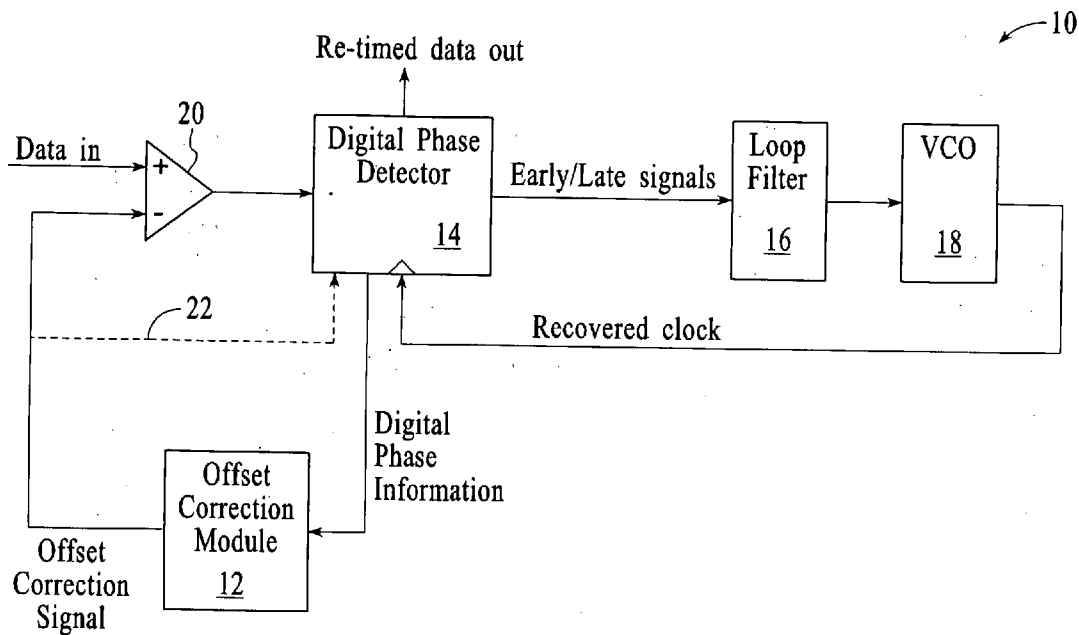 10
Re-timed data out
20
Data in
+
-
Digital Phase
Detector
14
Early/Late signals
Loop
Filter
16
VCO
18
22
Recovered clock
Digital
Phase
Information
Offset
Correction
Module
12
Offset
Correction
Signal